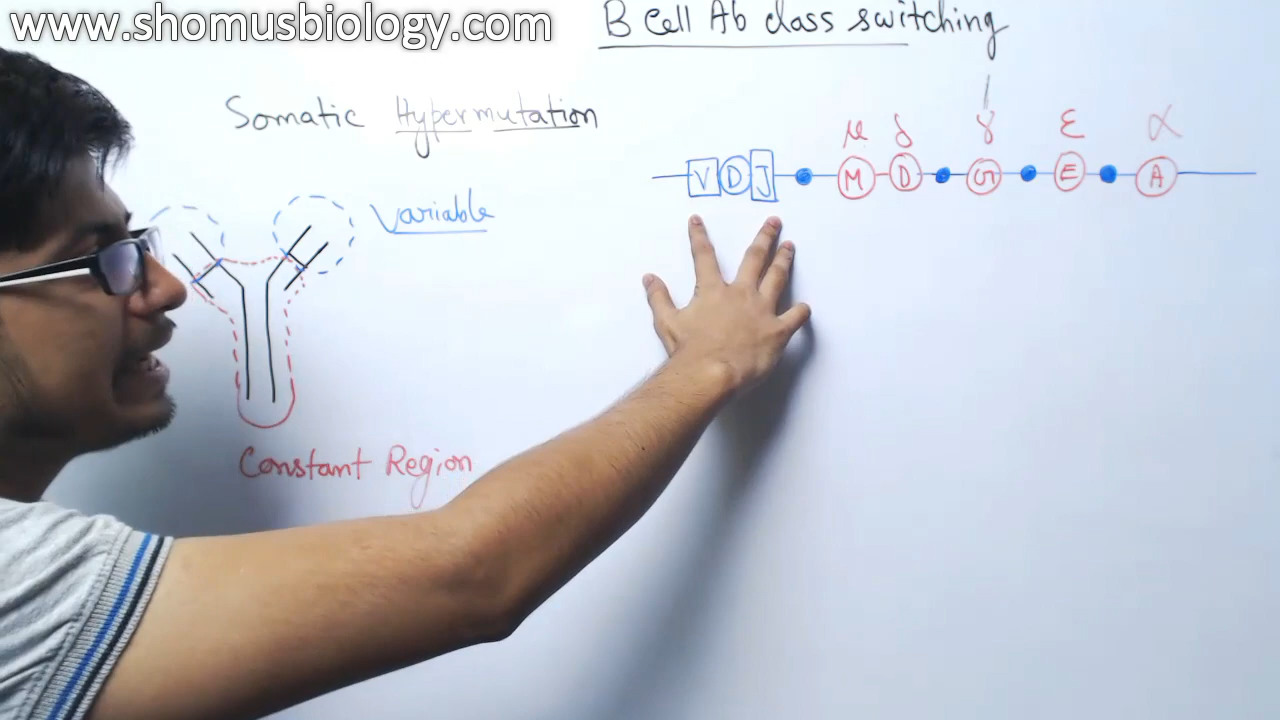 www.shomusbiology.com
B Cell Ab class switching
Somatic Hypermutation
μ δ γ ε α
V D J M D G E A
Variable
Constant Region